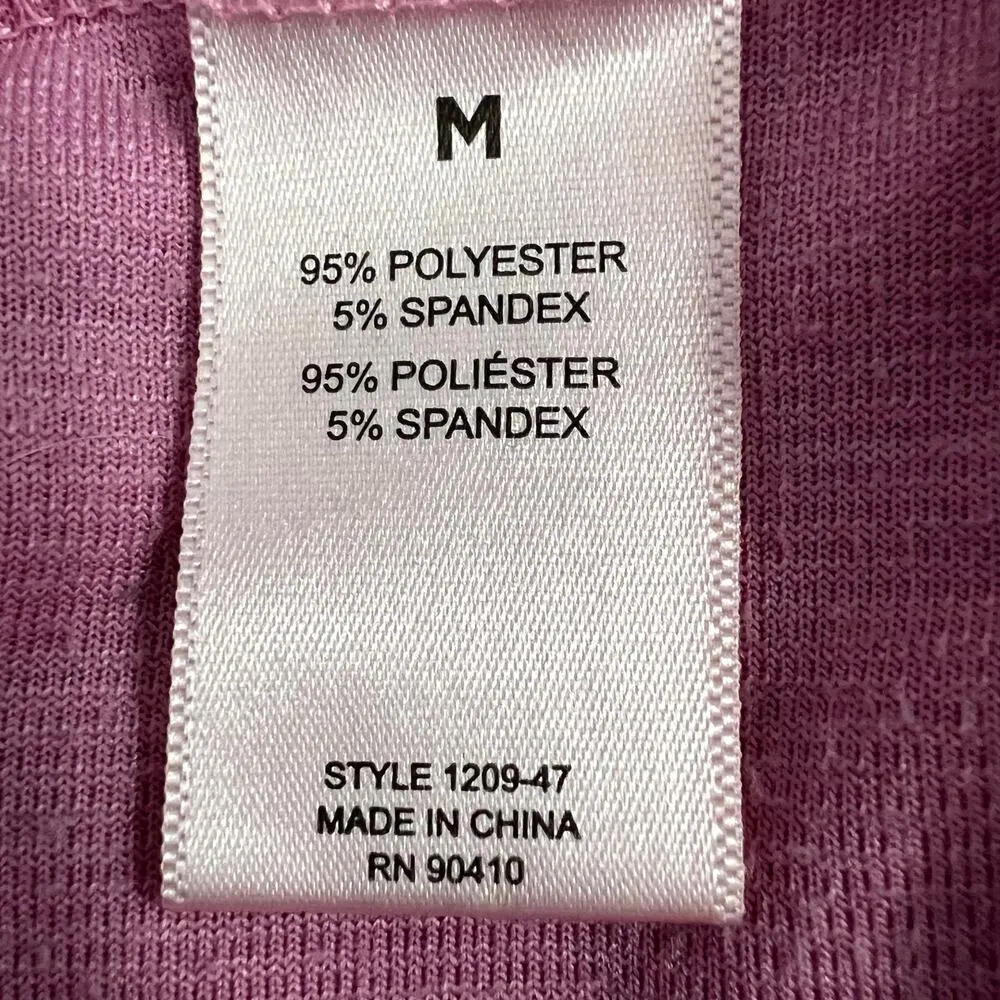 M
95% POLYESTER
5% SPANDEX
95% POLIÉSTER
5% SPANDEX
STYLE 1209-47
MADE IN CHINA
RN 90410